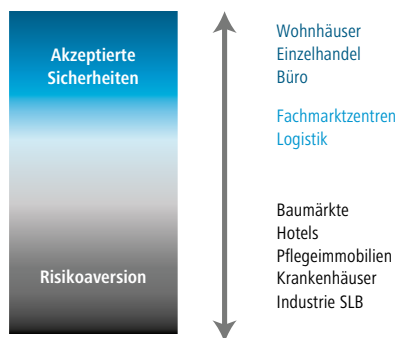 Akzeptierte
Sicherheiten
Risikoaversion
Wohnhäuser
Einzelhandel
Büro
Fachmarktzentren
Logistik
Baumärkte
Hotels
Pflegeimmobilien
Krankenhäuser
Industrie SLB